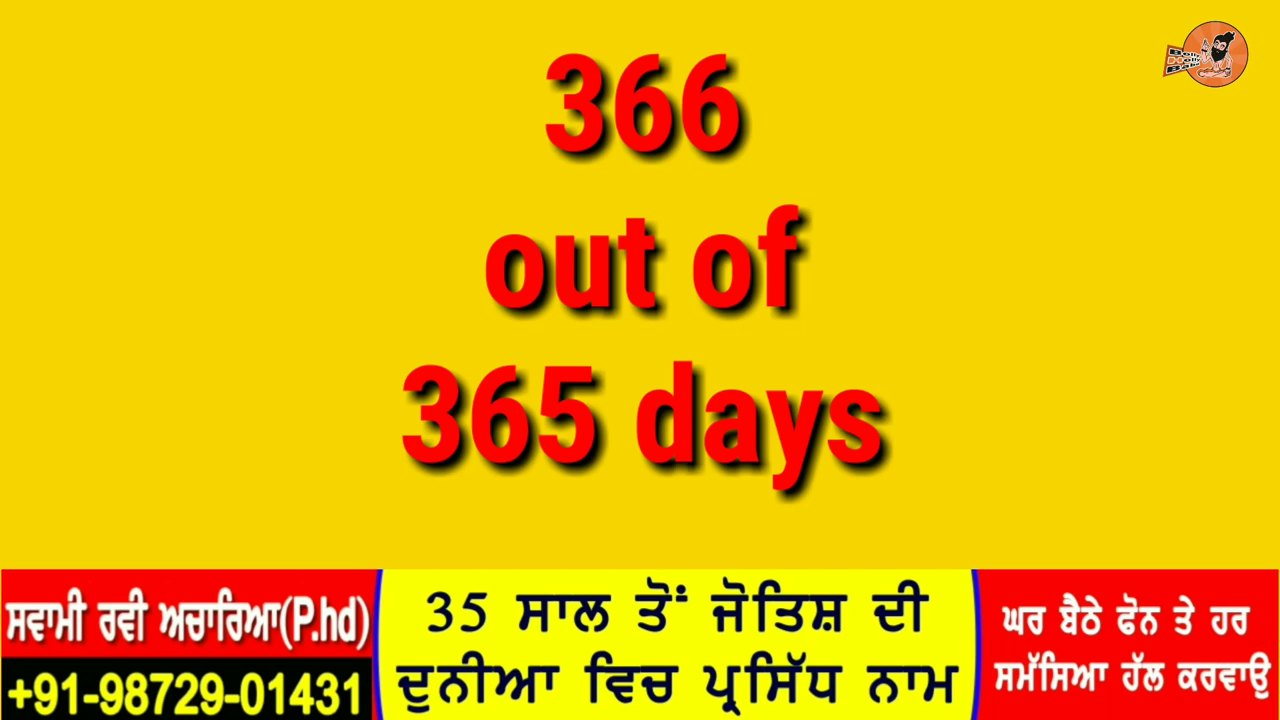 366
out of
365 days
ਸਵਾਮੀ ਰਵੀ ਅਚਾਰਿਆ(P.hd)
+91-98729-01431
35 ਸਾਲ ਤੋਂ ਜੋਤਿਸ਼ ਦੀ
ਦੁਨੀਆ ਵਿਚ ਪ੍ਰਸਿੱਧ ਨਾਮ
ਘਰ ਬੈਠੇ ਫੋਨ ਤੇ ਹਰ
ਸਮੱਸਿਆ ਹੱਲ ਕਰਵਾਉ